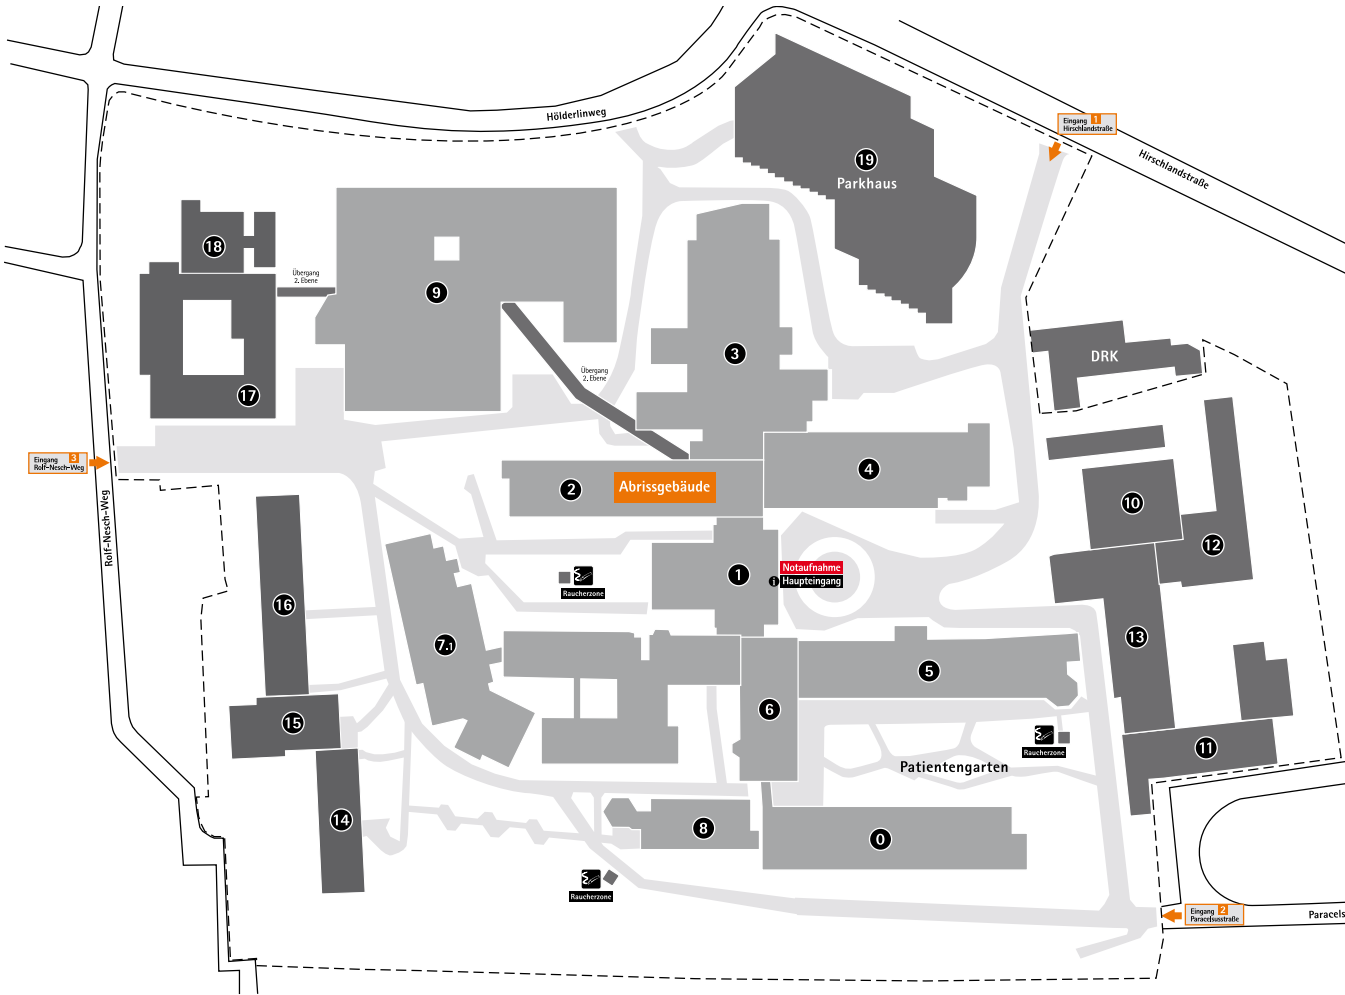 Hölderlinweg
Eingang 1
Hirschlandstraße
Hirschlandstraße
19
Parkhaus
18
Übergang
2. Ebene
9
3
DRK
Übergang
2. Ebene
17
Eingang 3
Rolf-Nesch-Weg
Rolf-Nesch-Weg
4
2
Abrissgebäude
10
12
Notaufnahme
1
i Haupteingang
Raucherzone
16
7.1
13
5
6
15
Raucherzone
11
Patientengarten
14
8
0
Raucherzone
Eingang 2
Paracelsusstraße
Paracels